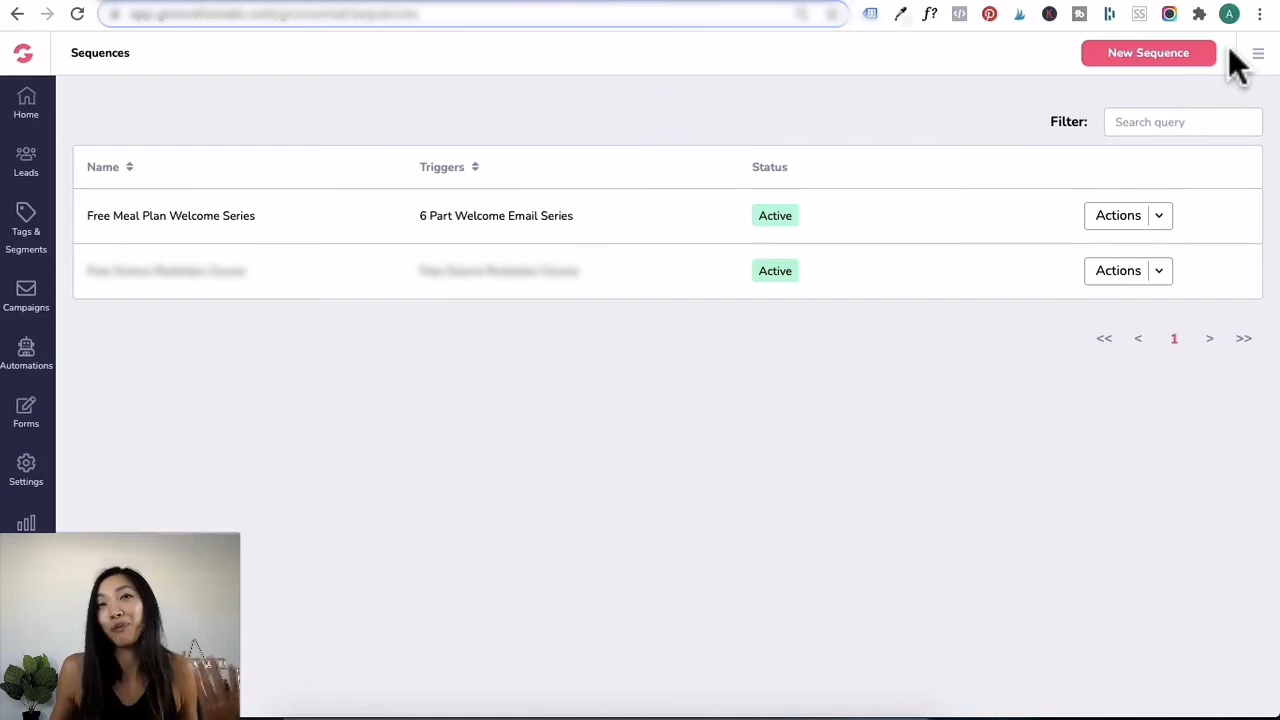 f?
SS
A
Sequences
New Sequence
Home
Leads
Tags &
Segments
Campaigns
Automations
Forms
Settings
Filter:
Search query
Name
Triggers
Status
Free Meal Plan Welcome Series
6 Part Welcome Email Series
Active
Actions
Active
Actions
<< < 1 > >>